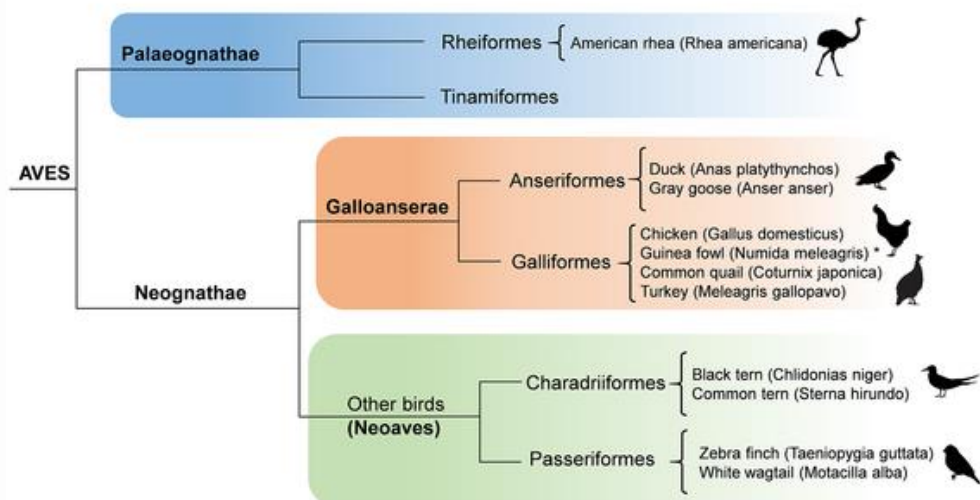 Palaeognathae
Rheiformes
American rhea (Rhea americana)
Tinamiformes
AVES
Galloanserae
Anseriformes
Duck (Anas platythynchos)
Gray goose (Anser anser)
Galliformes
Chicken (Gallus domesticus)
Guinea fowl (Numida meleagris) *
Common quail (Coturnix japonica)
Turkey (Meleagris gallopavo)
Neognathae
Other birds
(Neoaves)
Charadriiformes
Black tern (Chlidonias niger)
Common tern (Sterna hirundo)
Passeriformes
Zebra finch (Taeniopygia guttata)
White wagtail (Motacilla alba)